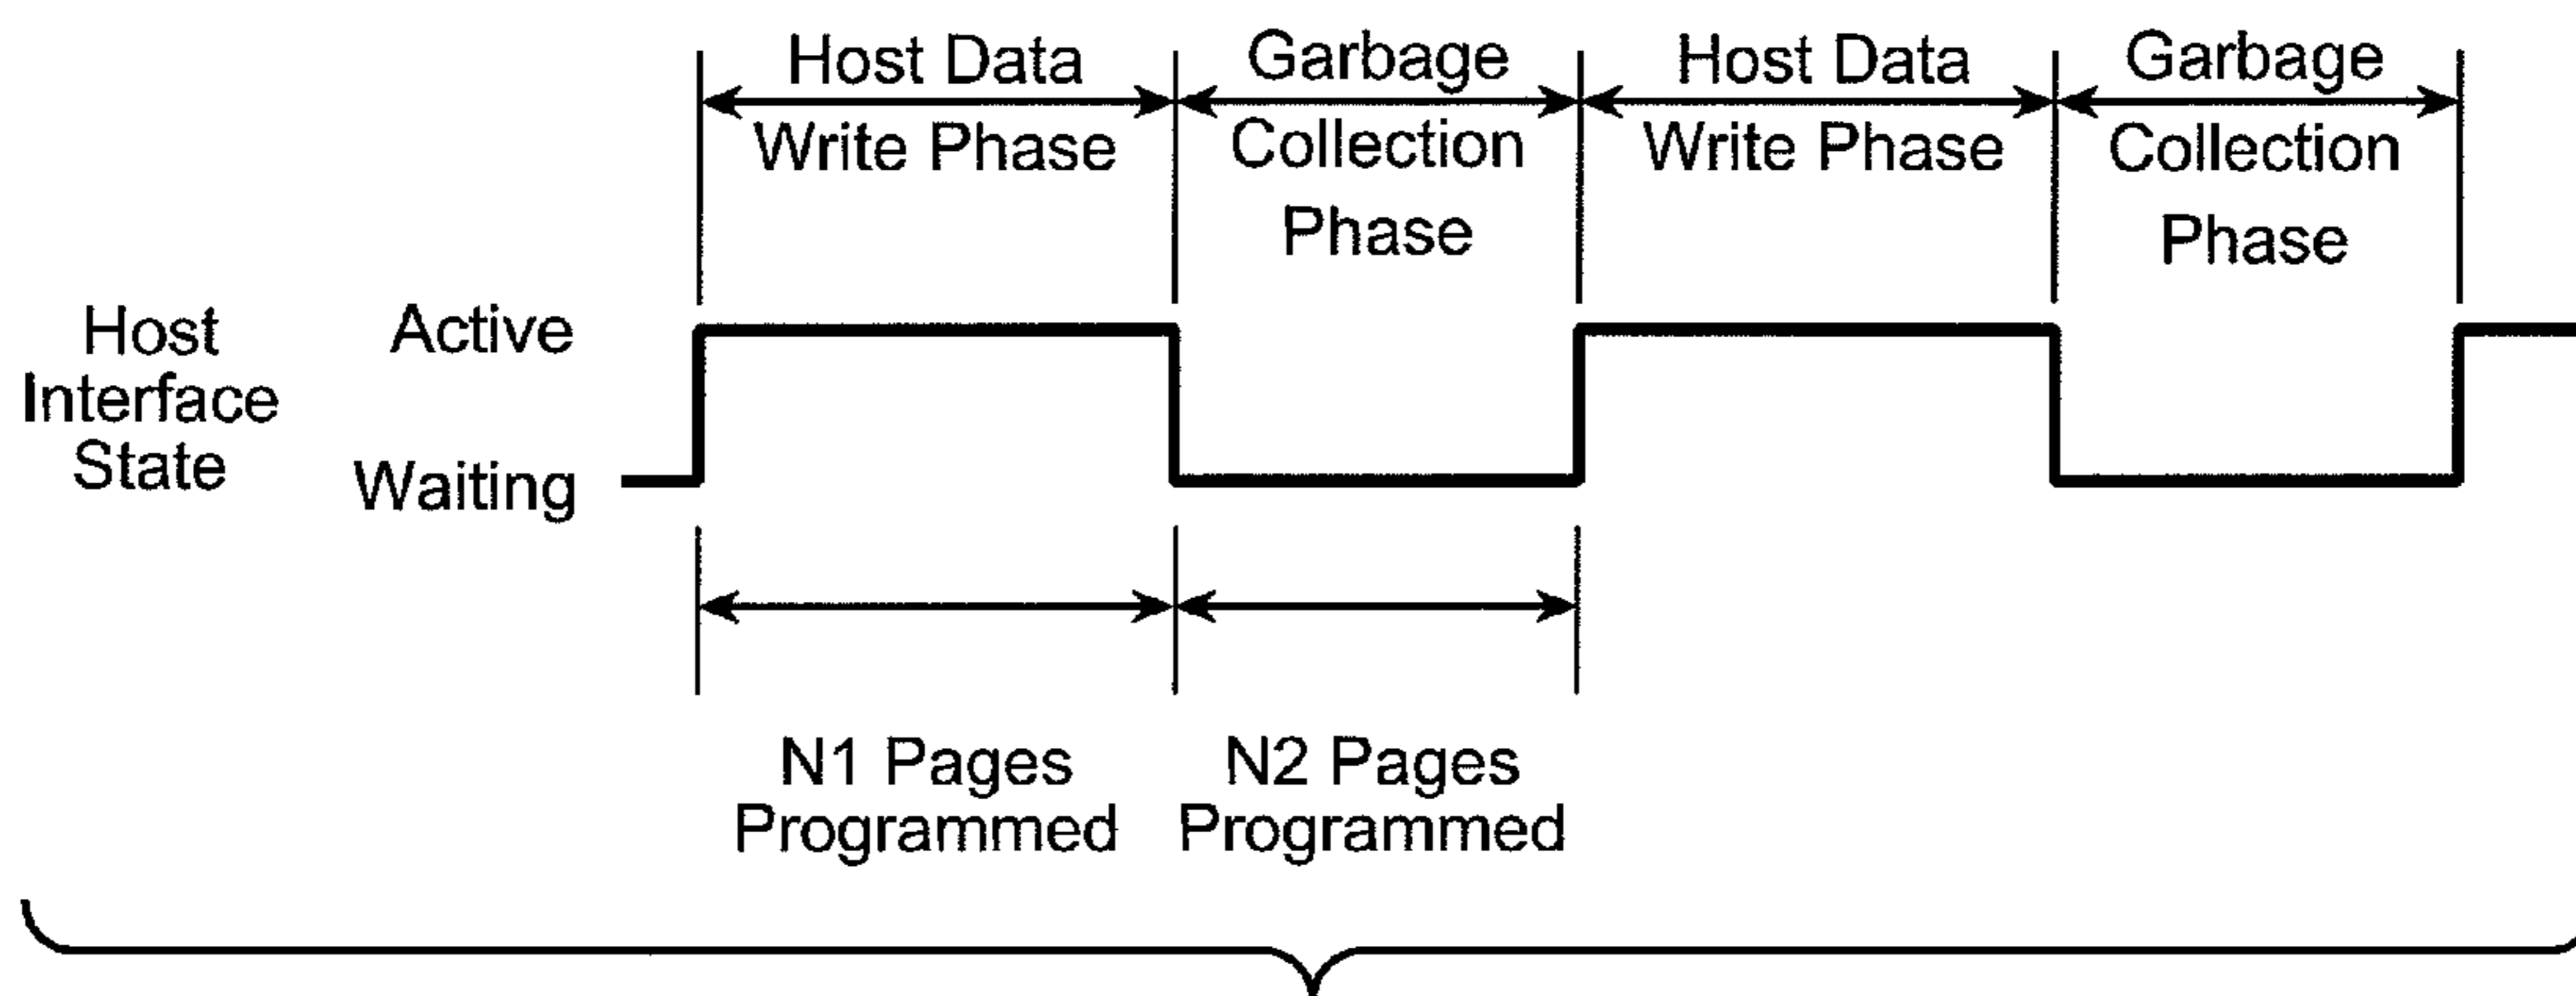 Host Data
Write Phase
Garbage
Collection
Phase
Host Data
Write Phase
Garbage
Collection
Phase
Host
Interface
State
Active
Waiting
N1 Pages
Programmed
N2 Pages
Programmed